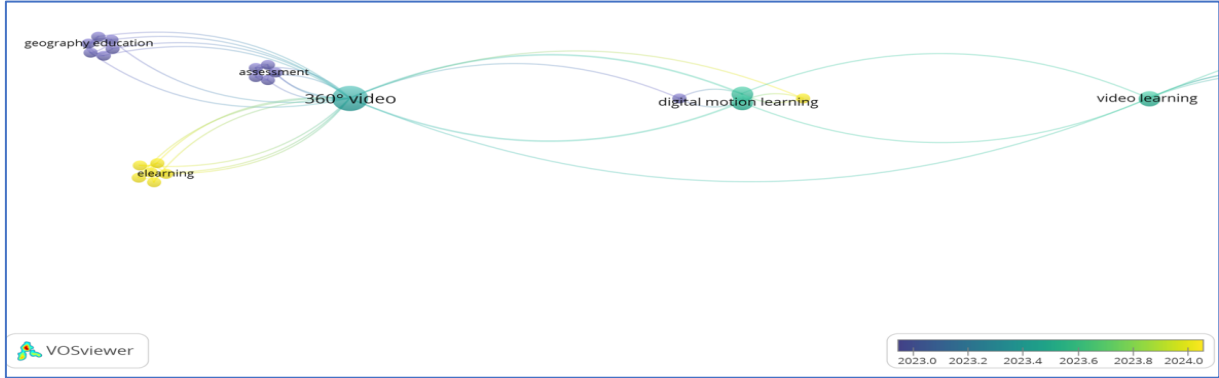 geography education
assessment
360° video
digital motion learning
video learning
elearning
VOSviewer
2023.0 2023.2 2023.4 2023.6 2023.8 2024.0